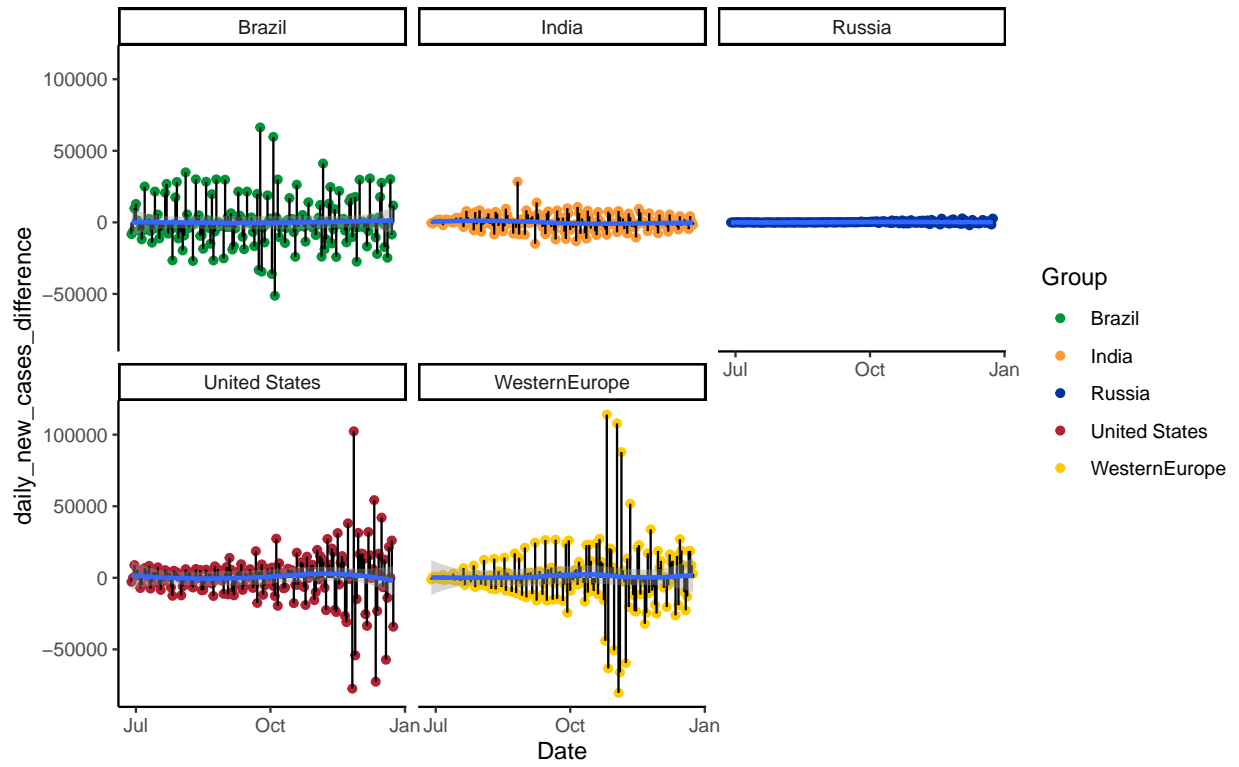 Brazil
India
Russia
100000
50000
0
−50000
Jul
Oct
Jan
United States
WesternEurope
100000
50000
0
−50000
Jul
Oct
Jan
Jul
Oct
Jan
Date
daily_new_cases_difference
Group
Brazil
India
Russia
United States
WesternEurope